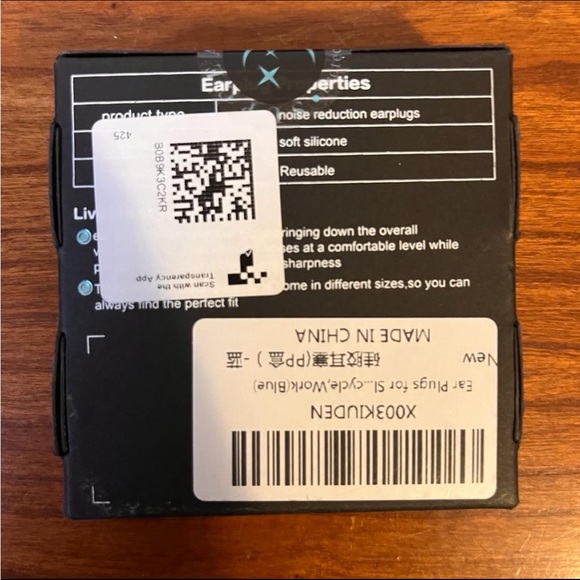 Earp perties
product type noise reduction earplugs
soft silicone
Reusable
Liv
ringing down the overall
es at a comfortable level while
sharpness
ome in different sizes,so you can
always find the perfect fit
425
B0B9K3C2KR
Scan with the
Transparency App
X003KIUDEN
Ear Plugs for Sl...cycle,Work(Blue)
硅胶耳塞(PP盒) -蓝
New
MADE IN CHINA